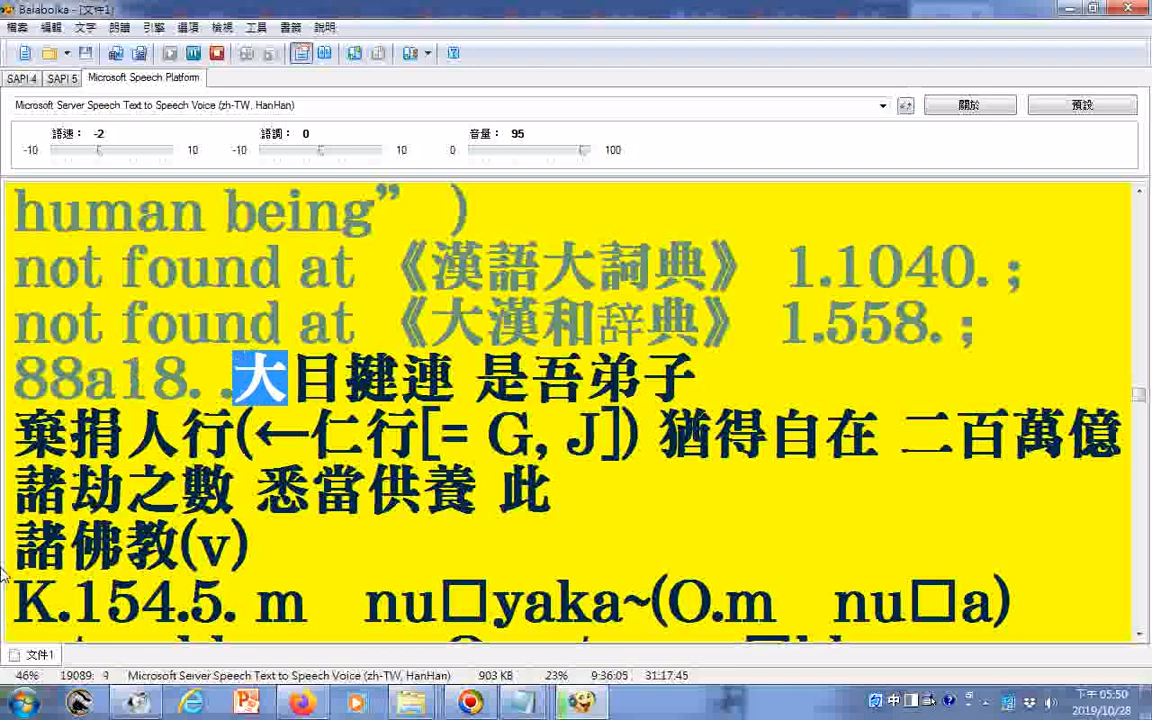 Balabolka - [文件1]
檔案 編輯 文字 朗讀 引擎 選項 檢視 工具 書籤 說明
SAPI 4 SAPI 5 Microsoft Speech Platform
Microsoft Server Speech Text to Speech Voice (zh-TW, HanHan) 關於 預設
語速： -2 語調： 0 音量： 95
-10 10 -10 10 0 100
human being” )
not found at 《漢語大詞典》 1.1040. ;
not found at 《大漢和辞典》 1.558. ;
88a18. .大目揵連 是吾弟子
棄捐人行(←仁行[= G, J]) 猶得自在 二百萬億
諸劫之數 悉當供養 此
諸佛教(v)
K.154.5. m nu□yaka~(O.m nu□a)
文件1
46% 19089: 9 Microsoft Server Speech Text to Speech Voice (zh-TW, HanHan) 903 KB 23% 9:36:05 31:17:45
中
下午 05:50
2019/10/28